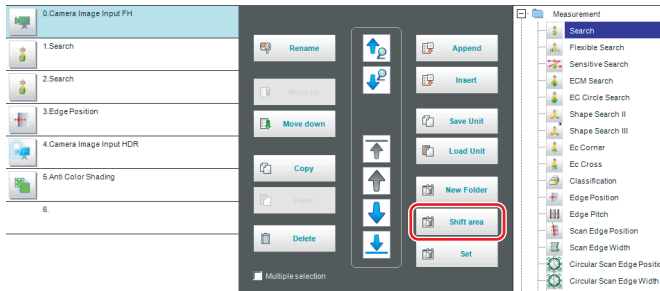 0.Camera Image Input FH
1.Search
2.Search
3.Edge Position
4.Camera Image Input HDR
5.Anti Color Shading
6.
Rename
Move up
Move down
Copy
Paste
Delete
Multiple selection
Append
Insert
Save Unit
Load Unit
New Folder
Shift area
Set
Measurement
Search
Flexible Search
Sensitive Search
ECM Search
EC Circle Search
Shape Search II
Shape Search III
Ec Corner
Ec Cross
Classification
Edge Position
Edge Pitch
Scan Edge Position
Scan Edge Width
Circular Scan Edge Positio
Circular Scan Edge Width